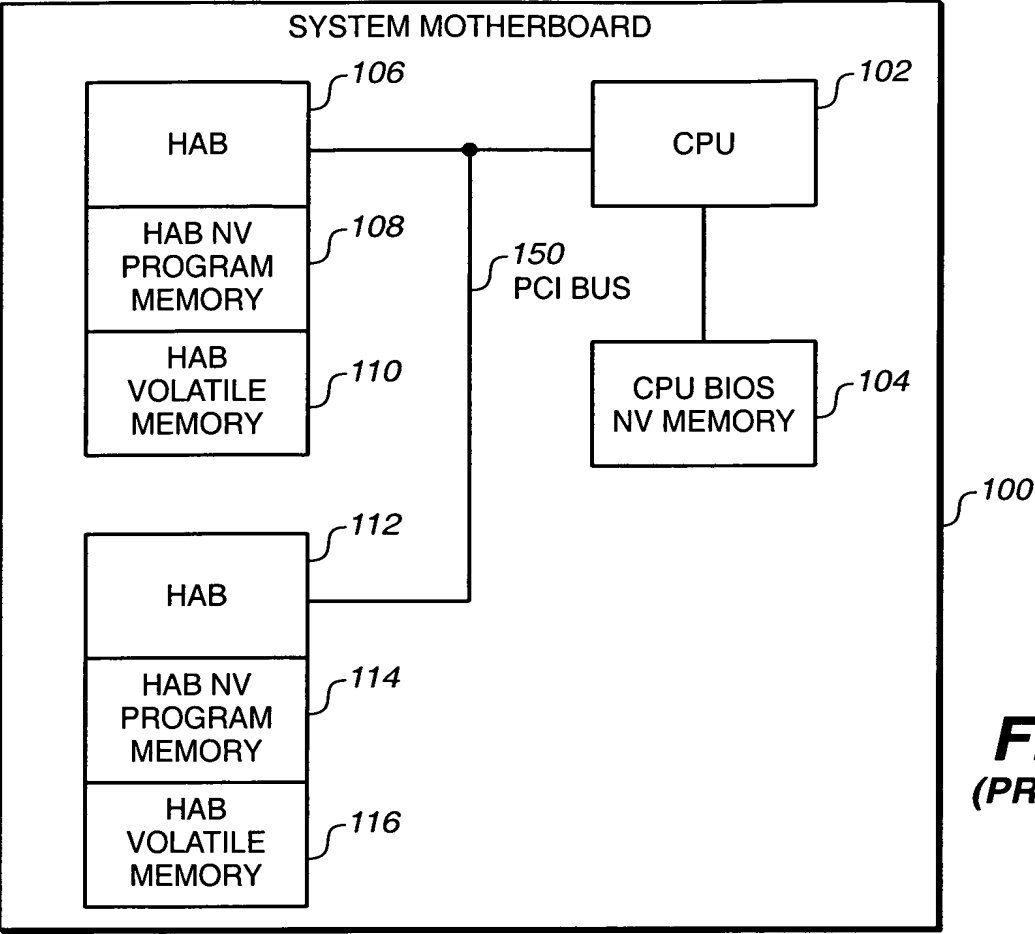 SYSTEM MOTHERBOARD
106
HAB
102
CPU
108
HAB NV
PROGRAM
MEMORY
150
PCI BUS
110
HAB
VOLATILE
MEMORY
104
CPU BIOS
NV MEMORY
100
112
HAB
114
HAB NV
PROGRAM
MEMORY
116
HAB
VOLATILE
MEMORY
(PR